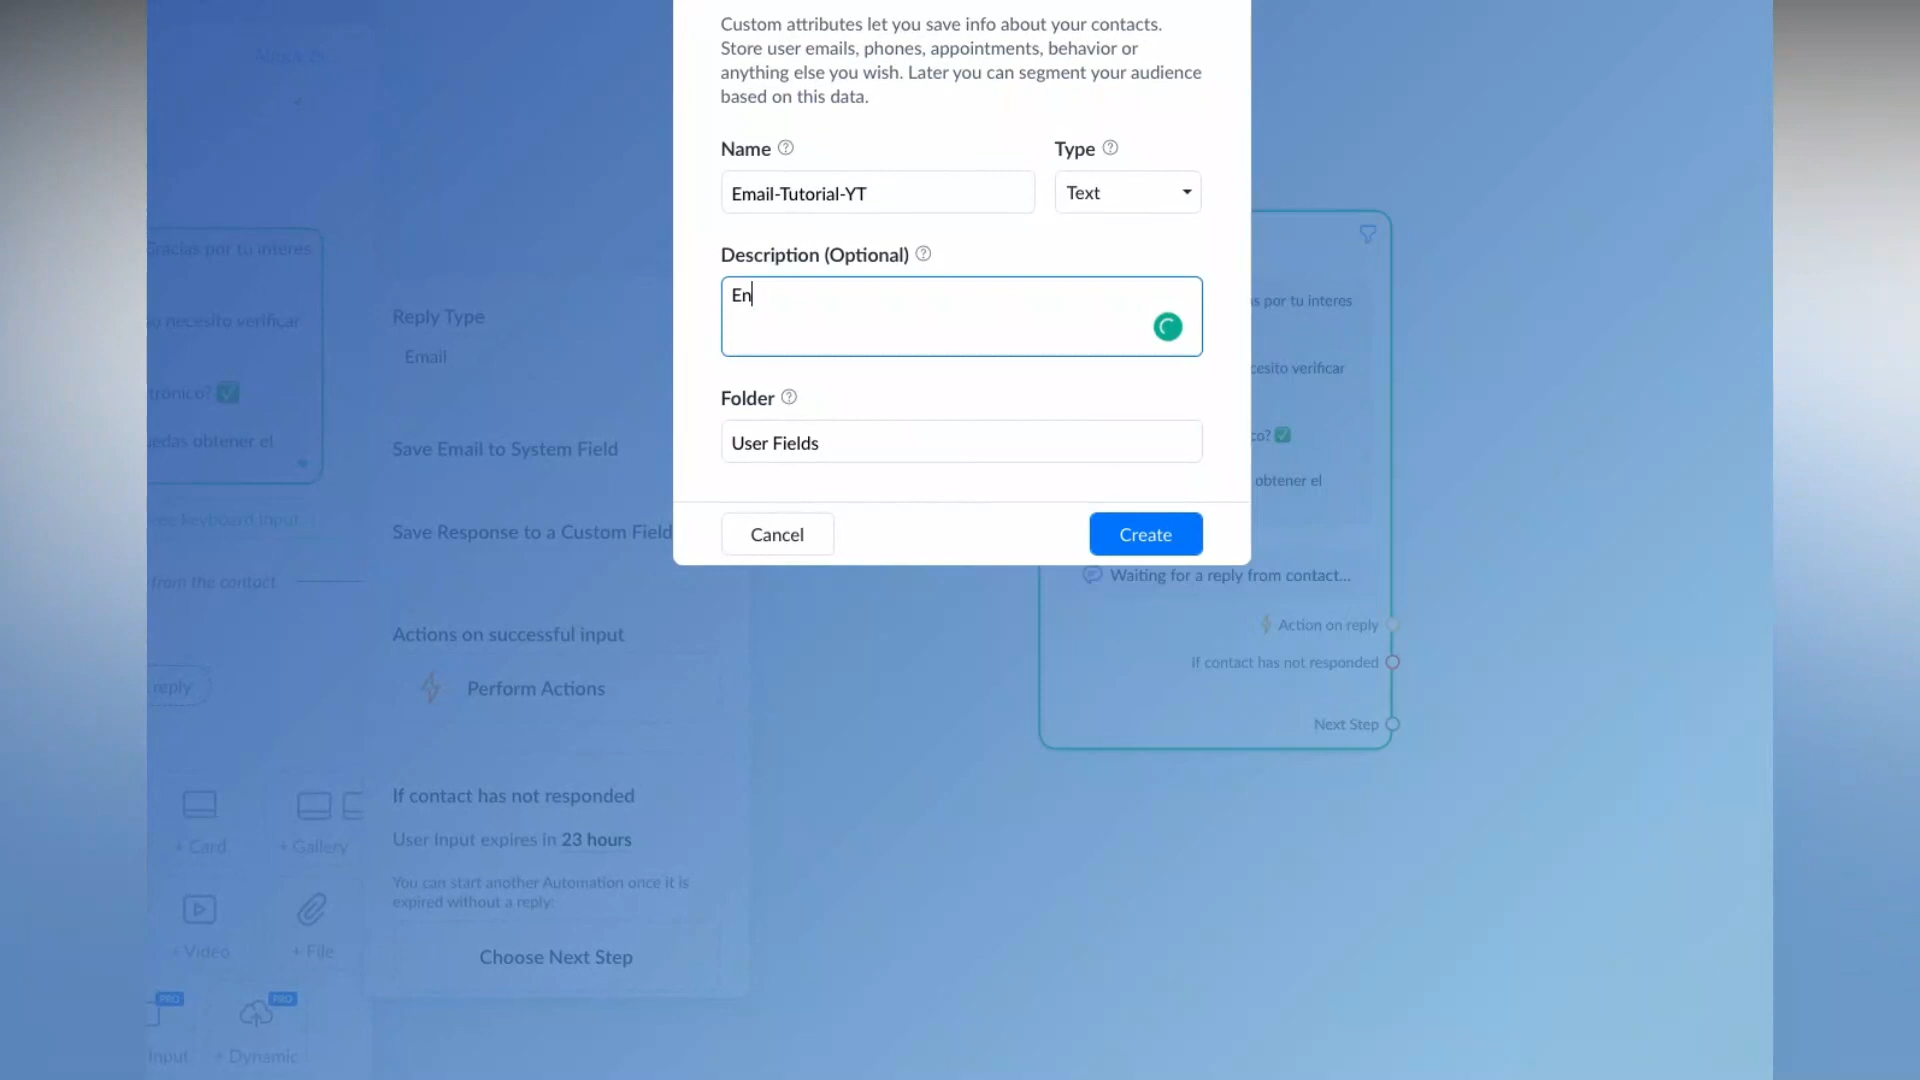 Custom attributes let you save info about your contacts.
Store user emails, phones, appointments, behavior or
anything else you wish. Later you can segment your audience
based on this data.
Name
Type
Email-Tutorial-YT
Text
Description (Optional)
En
Folder
User Fields
Cancel
Create
Gracias por tu interes
necesito verificar
trónico? ✅
uedas obtener el
ree keyboard input
from the contact
reply
+ Card
+ Gallery
+ Video
+ File
PRO
PRO
Input
+ Dynamic
Reply Type
Email
Save Email to System Field
Save Response to a Custom Field
Actions on successful input
Perform Actions
If contact has not responded
User Input expires in 23 hours
You can start another Automation once it is
expired without a reply:
Choose Next Step
s por tu interes
cesito verificar
co? ✅
obtener el
Waiting for a reply from contact...
Action on reply
If contact has not responded
Next Step